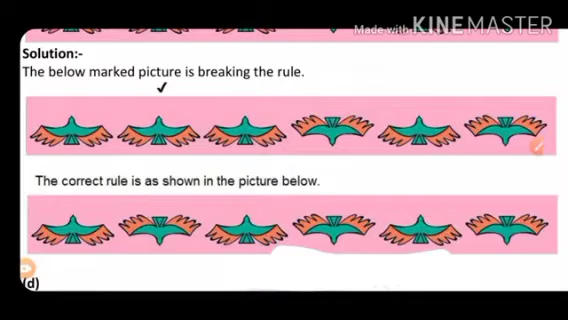 Made with KINEMASTER
Solution:-
The below marked picture is breaking the rule.
The correct rule is as shown in the picture below.
(d)